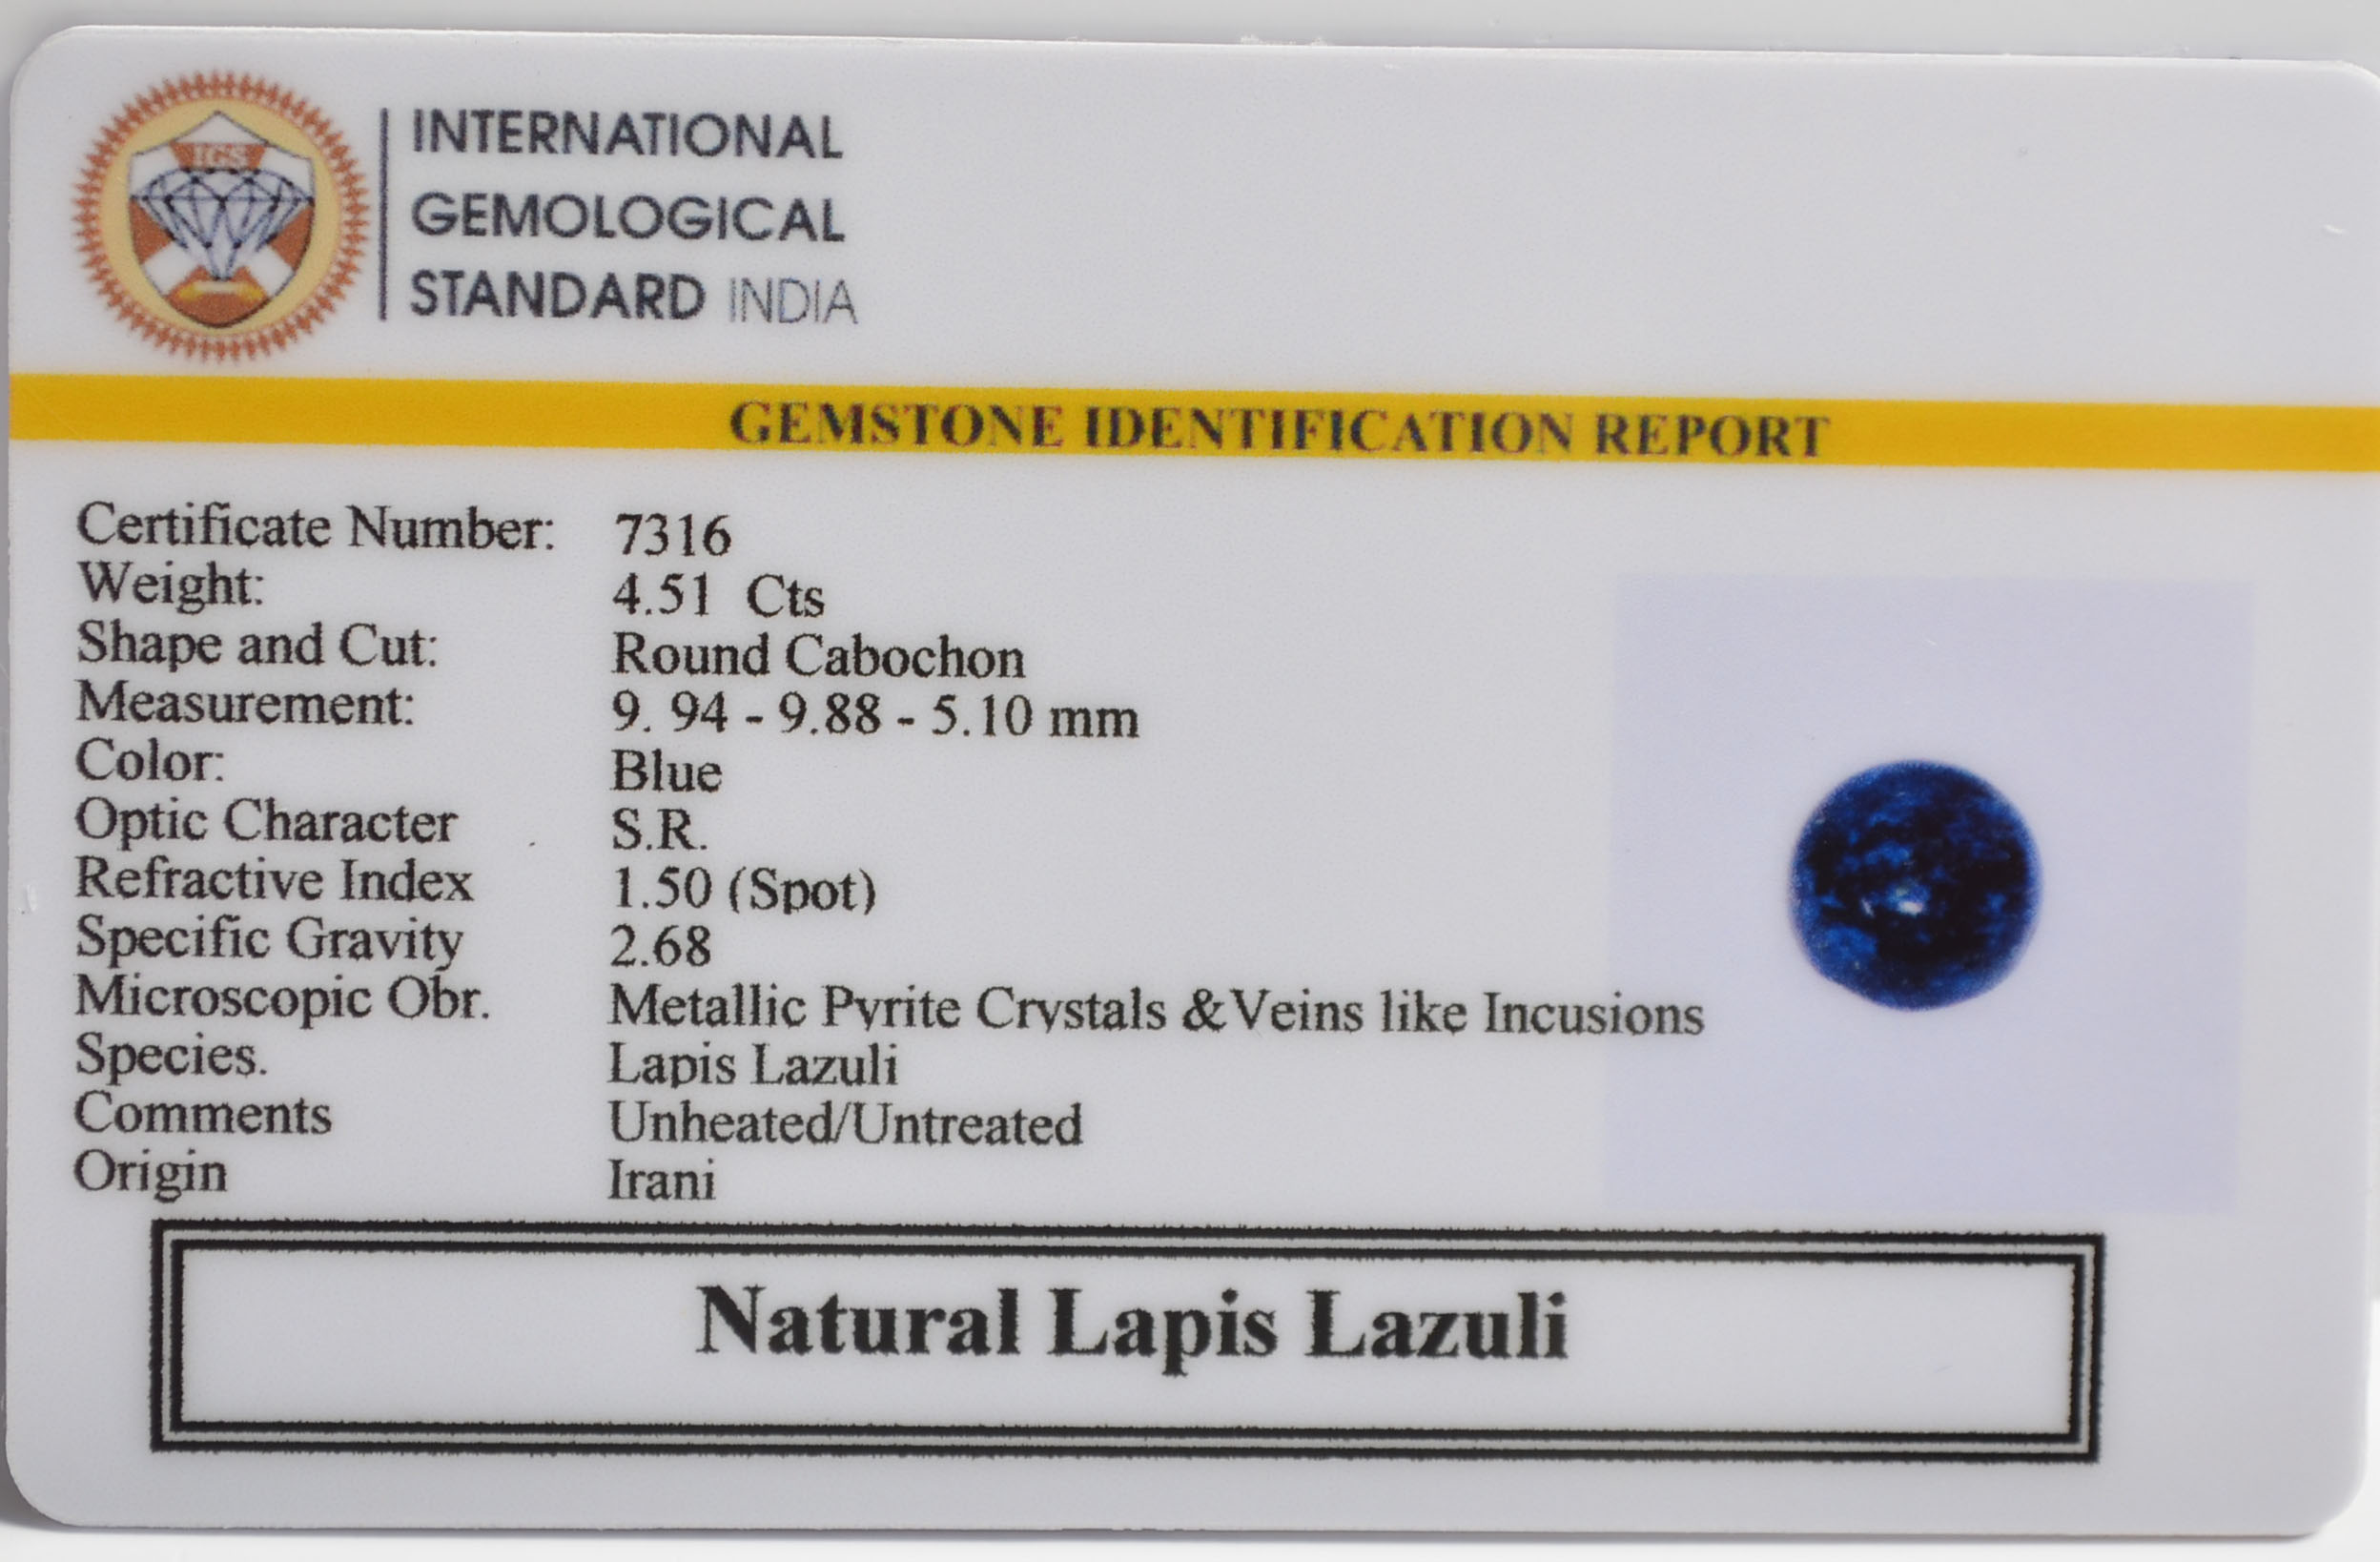 IGS
INTERNATIONAL
GEMOLOGICAL
STANDARD INDIA
GEMSTONE IDENTIFICATION REPORT
Certificate Number: 7316
Weight: 4.51 Cts
Shape and Cut: Round Cabochon
Measurement: 9. 94 - 9.88 - 5.10 mm
Color: Blue
Optic Character S.R.
Refractive Index 1.50 (Spot)
Specific Gravity 2.68
Microscopic Obr. Metallic Pyrite Crystals &Veins like Incusions
Species. Lapis Lazuli
Comments Unheated/Untreated
Origin Irani
Natural Lapis Lazuli